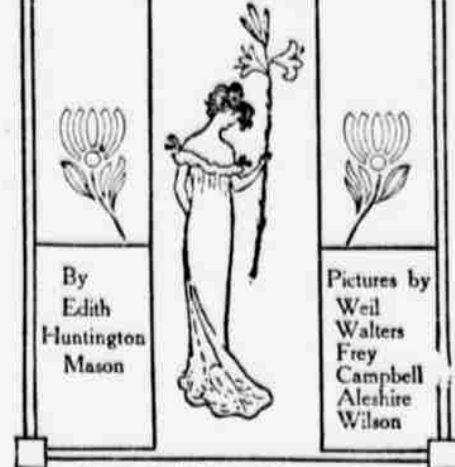 By
Edith
Huntington
Mason
Pictures by
Weil
Walters
Frey
Campbell
Aleshire
Wilson